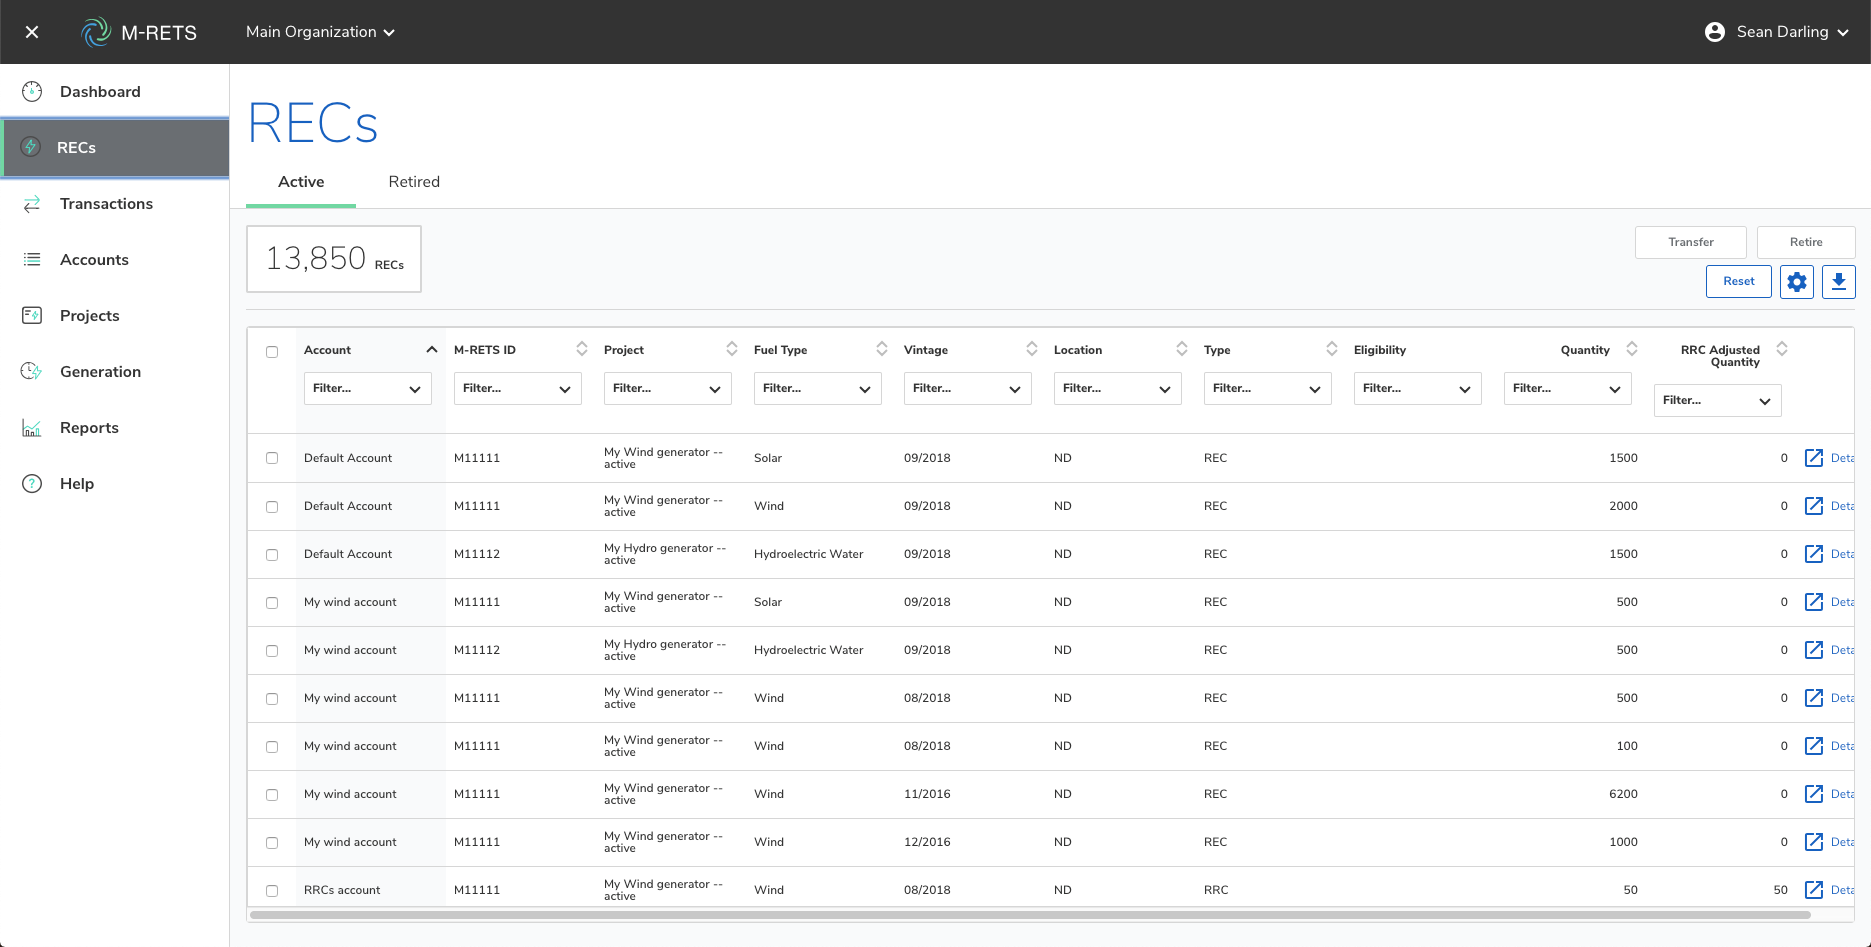 M-RETS
Main Organization
Sean Darling
Dashboard
RECs
Transactions
Accounts
Projects
Generation
Reports
Help
RECs
Active Retired
13,850 RECs
Transfer Retire
Reset
Account M-RETS ID Project Fuel Type Vintage Location Type Eligibility Quantity RRC Adjusted
Quantity
Filter... Filter... Filter... Filter... Filter... Filter... Filter... Filter... Filter... Filter...
Default Account M11111 My Wind generator --
active Solar 09/2018 ND REC 1500 0 Deta
Default Account M11111 My Wind generator --
active Wind 09/2018 ND REC 2000 0 Deta
Default Account M11112 My Hydro generator --
active Hydroelectric Water 09/2018 ND REC 1500 0 Deta
My wind account M11111 My Wind generator --
active Solar 09/2018 ND REC 500 0 Deta
My wind account M11112 My Hydro generator --
active Hydroelectric Water 09/2018 ND REC 500 0 Deta
My wind account M11111 My Wind generator --
active Wind 08/2018 ND REC 500 0 Deta
My wind account M11111 My Wind generator --
active Wind 08/2018 ND REC 100 0 Deta
My wind account M11111 My Wind generator --
active Wind 11/2016 ND REC 6200 0 Deta
My wind account M11111 My Wind generator --
active Wind 12/2016 ND REC 1000 0 Deta
RRCs account M11111 My Wind generator --
active Wind 08/2018 ND RRC 50 50 Deta